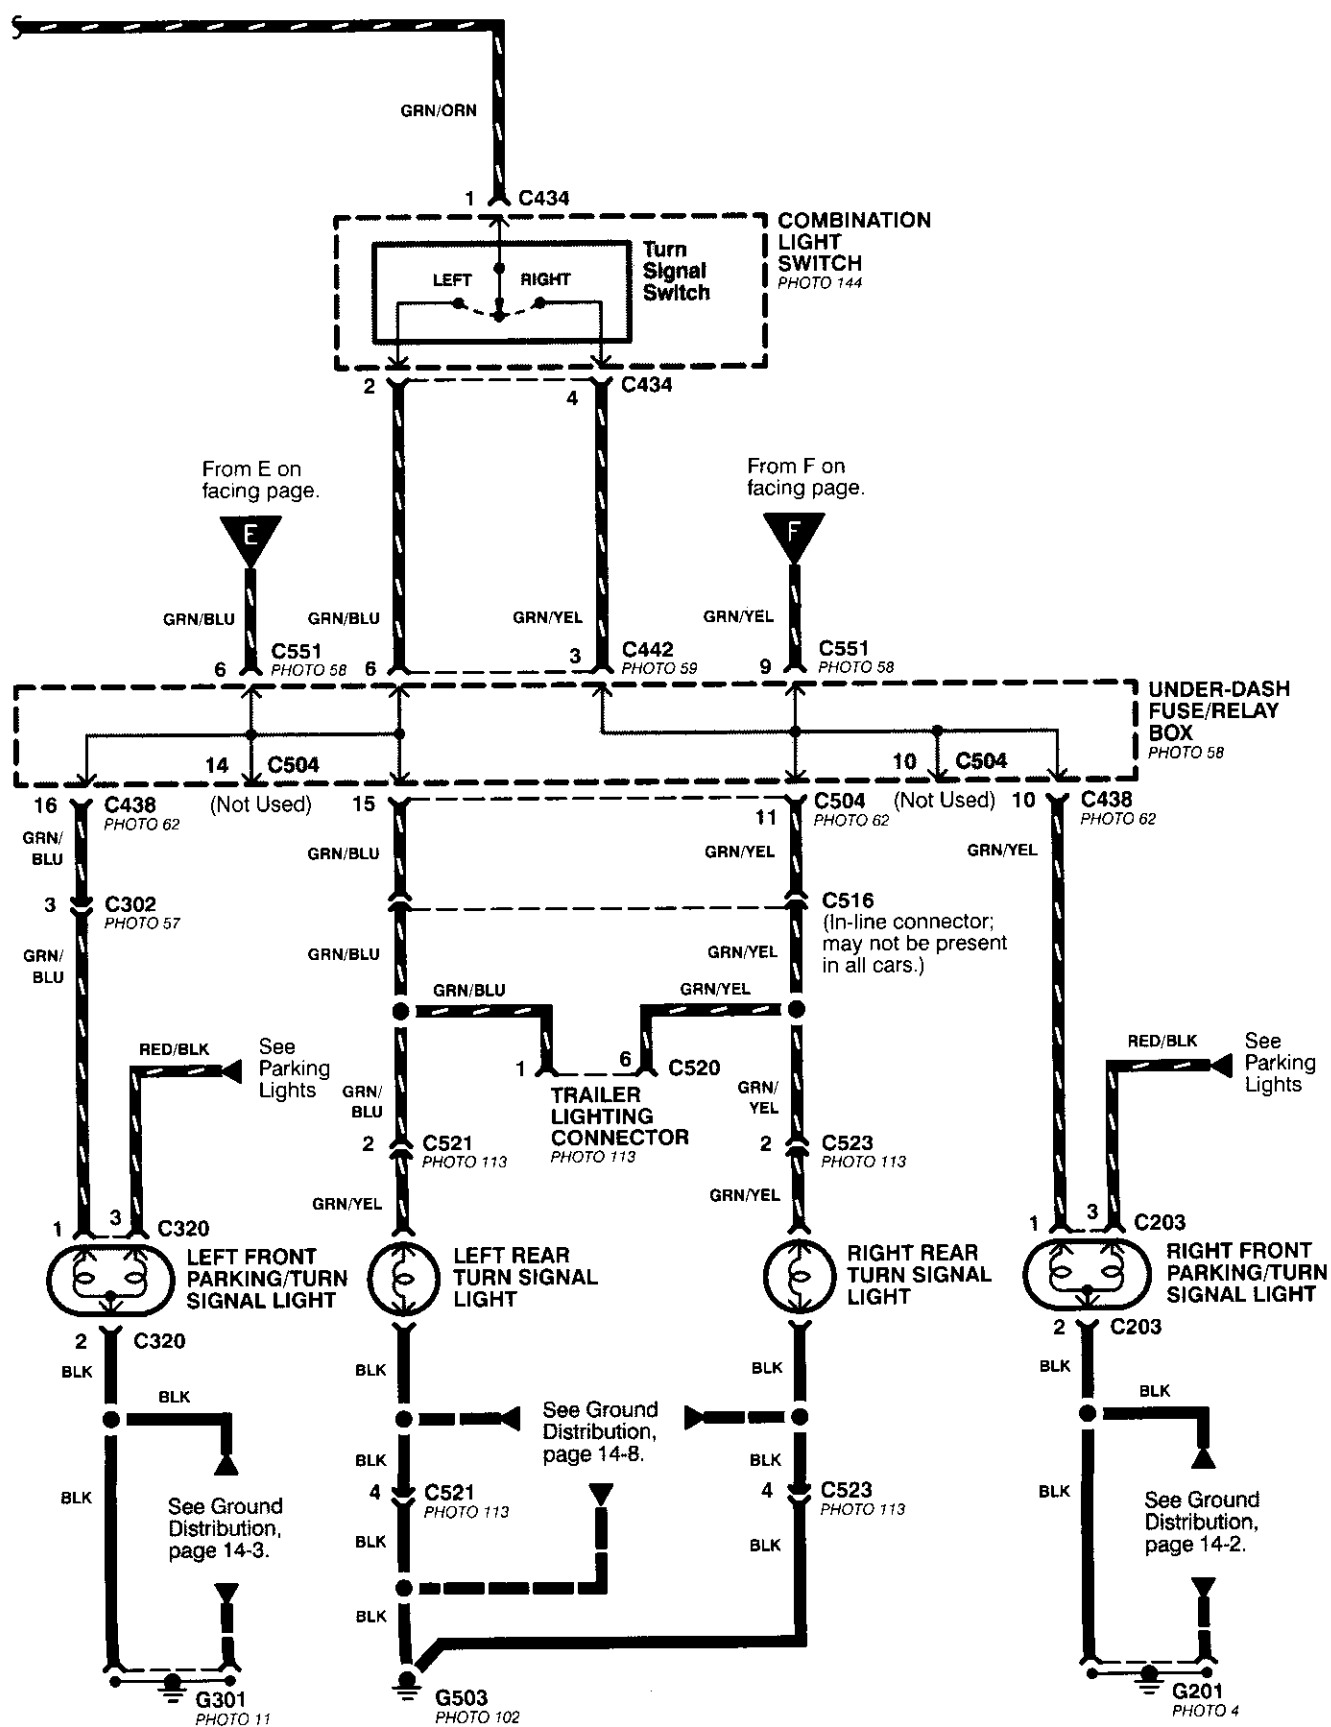 GRN/ORN
1 C434
COMBINATION
LIGHT
SWITCH
PHOTO 144
Turn
Signal
Switch
LEFT RIGHT
2 4 C434
From E on
facing page.
E
From F on
facing page.
F
GRN/BLU GRN/BLU GRN/YEL GRN/YEL
6 C551
PHOTO 58
6 3 C442
PHOTO 59
9 C551
PHOTO 58
UNDER-DASH
FUSE/RELAY
BOX
PHOTO 58
14 C504
(Not Used)
10 C504
(Not Used)
16 C438
PHOTO 62
15 11 C504
PHOTO 62
10 C438
PHOTO 62
GRN/
BLU
GRN/BLU GRN/YEL GRN/YEL
3 C302
PHOTO 57
C516
(In-line connector;
may not be present
in all cars.)
GRN/
BLU
GRN/BLU GRN/YEL
GRN/BLU GRN/YEL
RED/BLK
See
Parking
Lights
1 6 C520
TRAILER
LIGHTING
CONNECTOR
PHOTO 113
RED/BLK
See
Parking
Lights
GRN/
BLU
GRN/
YEL
2 C521
PHOTO 113
2 C523
PHOTO 113
GRN/YEL GRN/YEL
1 3 C320
LEFT FRONT
PARKING/TURN
SIGNAL LIGHT
LEFT REAR
TURN SIGNAL
LIGHT
RIGHT REAR
TURN SIGNAL
LIGHT
1 3 C203
RIGHT FRONT
PARKING/TURN
SIGNAL LIGHT
2 C320
2 C203
BLK BLK BLK BLK
BLK BLK
See Ground
Distribution,
page 14-8.
BLK BLK
4 C521
PHOTO 113
4 C523
PHOTO 113
BLK BLK
See Ground
Distribution,
page 14-3.
See Ground
Distribution,
page 14-2.
BLK BLK
BLK
G301
PHOTO 11
G503
PHOTO 102
G201
PHOTO 4